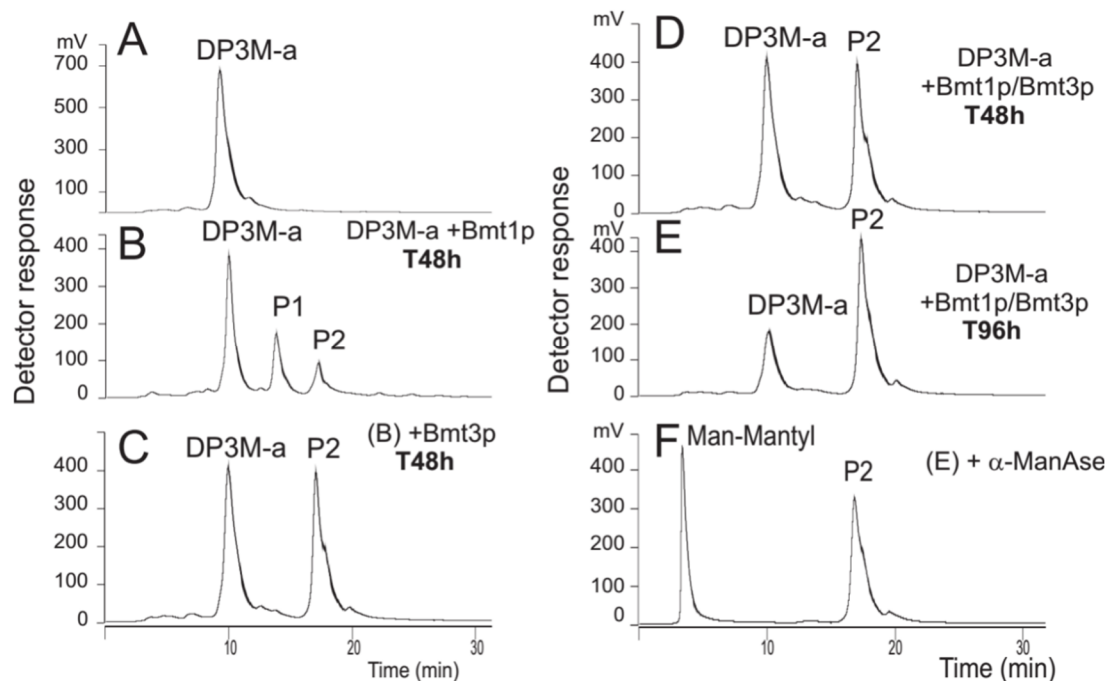 A
mV
700
500
300
100
DP3M-a
B
400
300
200
100
0
DP3M-a
P1
P2
DP3M-a +Bmt1p
T48h
C
400
300
200
100
0
DP3M-a
P2
(B) +Bmt3p
T48h
10
20
30
Time (min)
Detector response
D
mV
400
300
200
100
0
DP3M-a
P2
DP3M-a
+Bmt1p/Bmt3p
T48h
E
mV
400
300
200
100
0
DP3M-a
P2
DP3M-a
+Bmt1p/Bmt3p
T96h
F
mV
400
300
200
100
0
Man-Mantyl
P2
(E) + α-ManAse
10
20
30
Time (min)
Detector response